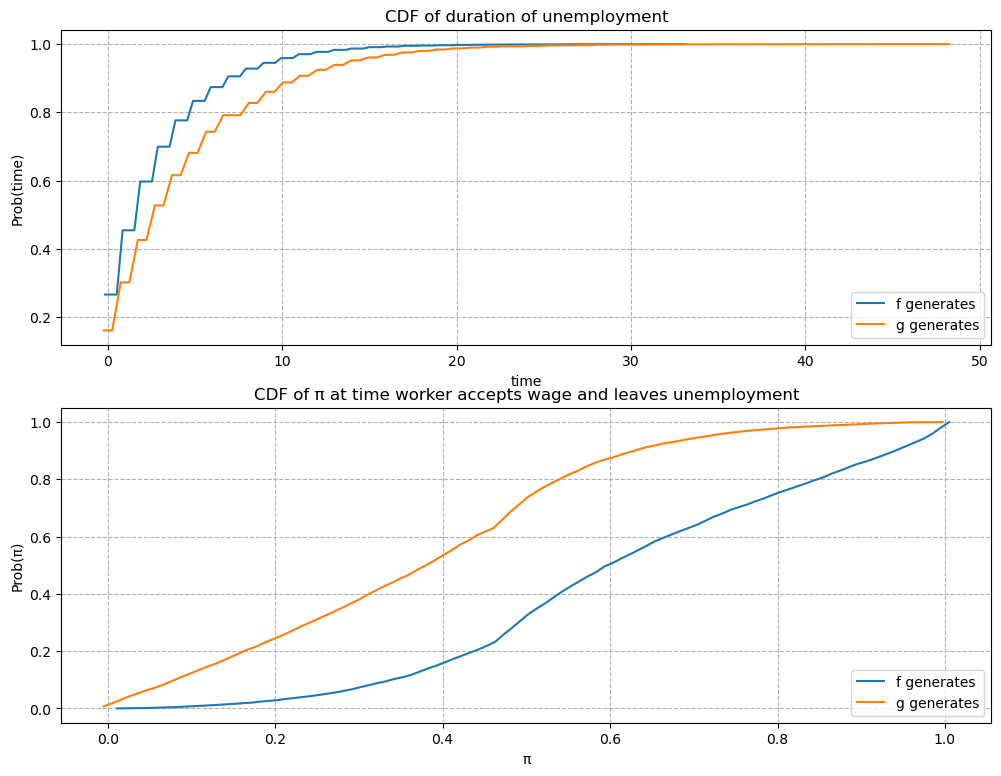 CDF of duration of unemployment
1.0
0.8
0.6
0.4
0.2
Prob(time)
f generates
g generates
0 10 20 30 40 50
time
CDF of π at time worker accepts wage and leaves unemployment
1.0
0.8
0.6
0.4
0.2
0.0
Prob(π)
f generates
g generates
0.0 0.2 0.4 0.6 0.8 1.0
π